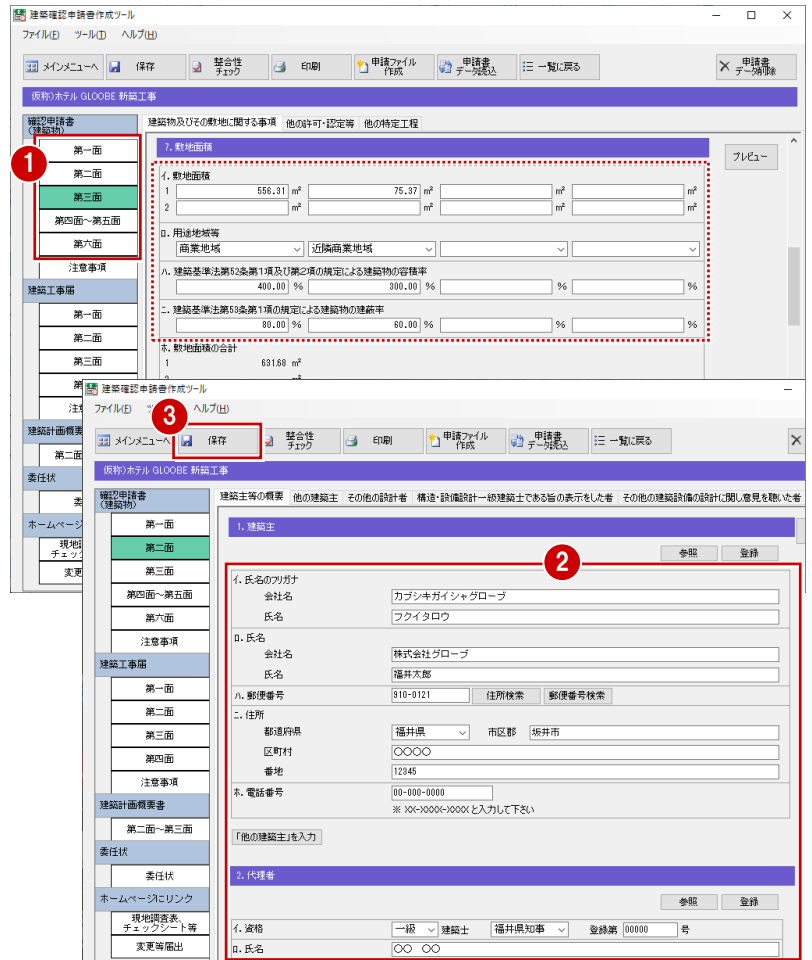 建築確認申請書作成ツール
ファイル(F) ツール(T) ヘルプ(H)
メインメニューへ 保存 整合性チェック 印刷 申請ファイル作成 申請書データ読込 一覧に戻る 申請書データ削除
仮称)ホテル GLOOBE 新築工事
確認申請書
(建築物)
第一面
第二面
第三面
第四面～第五面
第六面
注意事項
建築工事届
第一面
第二面
第三面
建築計画概要
第二面
委任状
ホームページ
現地
チェック
変更
1
建築物及びその敷地に関する事項 他の許可・認定等 他の特定工程
7. 敷地面積
プレビュー
イ. 敷地面積
1 556.31 m² 75.37 m² m² m²
2 m² m² m² m²
ロ. 用途地域等
商業地域 近隣商業地域
ハ. 建築基準法第52条第1項及び第2項の規定による建築物の容積率
400.00 % 300.00 % % %
ニ. 建築基準法第53条第1項の規定による建築物の建蔽率
80.00 % 60.00 % % %
ホ. 敷地面積の合計
1 631.68 m²
建築確認申請書作成ツール
ファイル(F) ヘルプ(H)
3
メインメニューへ 保存 整合性チェック 印刷 申請ファイル作成 申請書データ読込 一覧に戻る
仮称)ホテル GLOOBE 新築工事
確認申請書
(建築物)
第一面
第二面
第三面
第四面～第五面
第六面
注意事項
建築工事届
第一面
第二面
第三面
第四面
注意事項
建築計画概要書
第二面～第三面
委任状
委任状
ホームページにリンク
現地調査表、
チェックシート等
変更等届出
建築主等の概要 他の建築主 その他の設計者 構造・設備設計一級建築士である旨の表示をした者 その他の建築設備の設計に関し意見を聴いた者
1. 建築主
2
参照 登録
イ. 氏名のフリガナ
会社名 カブシキガイシャグローブ
氏名 フクイタロウ
ロ. 氏名
会社名 株式会社グローブ
氏名 福井太郎
ハ. 郵便番号 910-0121 住所検索 郵便番号検索
ニ. 住所
都道府県 福井県 市区郡 坂井市
区町村 ○○○○
番地 12345
ホ. 電話番号 00-000-0000
※ XX-XXXX-XXXX と入力して下さい
「他の建築主」を入力
2. 代理者
参照 登録
イ. 資格 一級 建築士 福井県知事 登録第 00000 号
ロ. 氏名 ○○ ○○